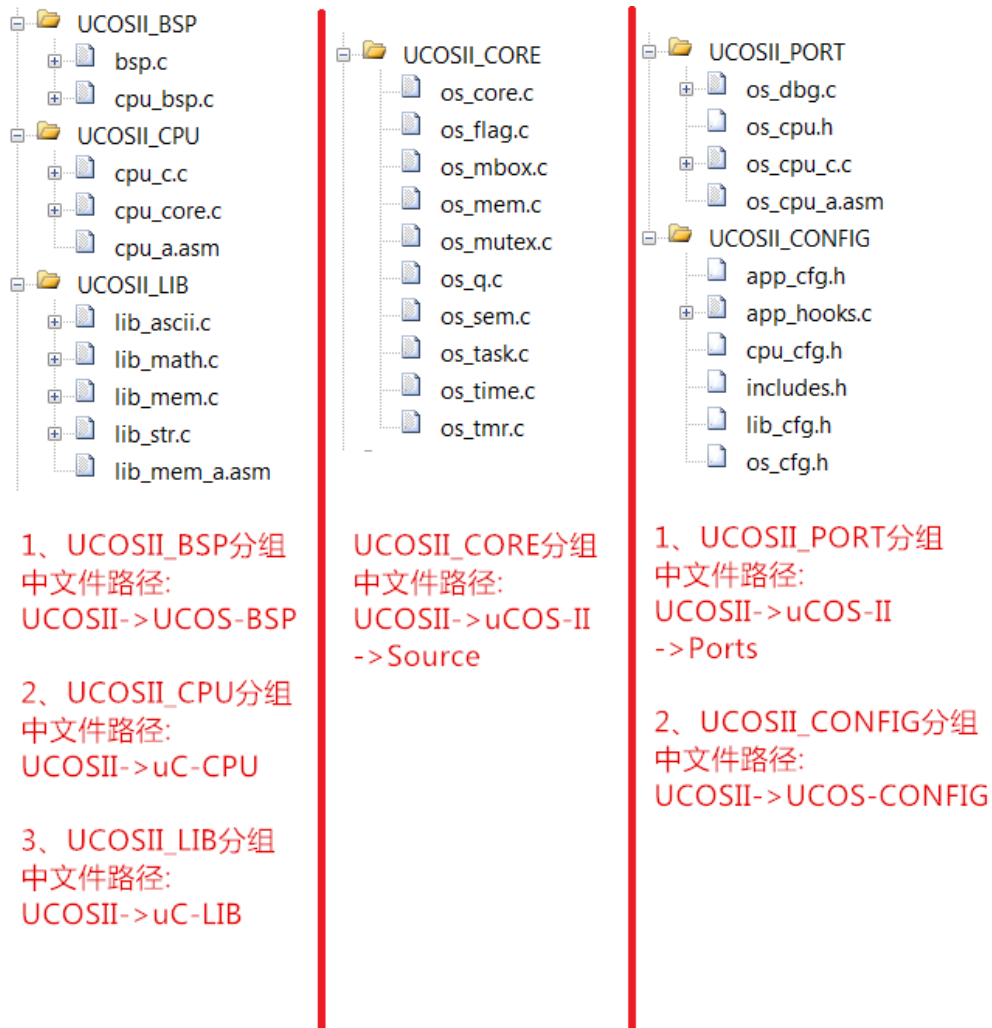 UCOSII_BSP
bsp.c
cpu_bsp.c
UCOSII_CPU
cpu_c.c
cpu_core.c
cpu_a.asm
UCOSII_LIB
lib_ascii.c
lib_math.c
lib_mem.c
lib_str.c
lib_mem_a.asm
1、UCOSII_BSP分组
中文件路径:
UCOSII->UCOS-BSP
2、UCOSII_CPU分组
中文件路径:
UCOSII->uC-CPU
3、UCOSII_LIB分组
中文件路径:
UCOSII->uC-LIB
UCOSII_CORE
os_core.c
os_flag.c
os_mbox.c
os_mem.c
os_mutex.c
os_q.c
os_sem.c
os_task.c
os_time.c
os_tmr.c
UCOSII_CORE分组
中文件路径:
UCOSII->uCOS-II
->Source
UCOSII_PORT
os_dbg.c
os_cpu.h
os_cpu_c.c
os_cpu_a.asm
UCOSII_CONFIG
app_cfg.h
app_hooks.c
cpu_cfg.h
includes.h
lib_cfg.h
os_cfg.h
1、UCOSII_PORT分组
中文件路径:
UCOSII->uCOS-II
->Ports
2、UCOSII_CONFIG分组
中文件路径:
UCOSII->UCOS-CONFIG